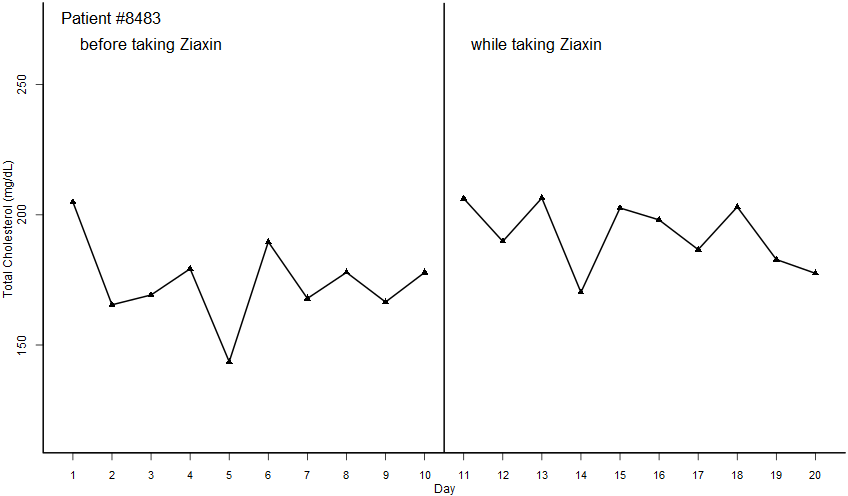 Patient #8483
before taking Ziaxin
while taking Ziaxin
Total Cholesterol (mg/dL)
250
200
150
1 2 3 4 5 6 7 8 9 10 11 12 13 14 15 16 17 18 19 20
Day